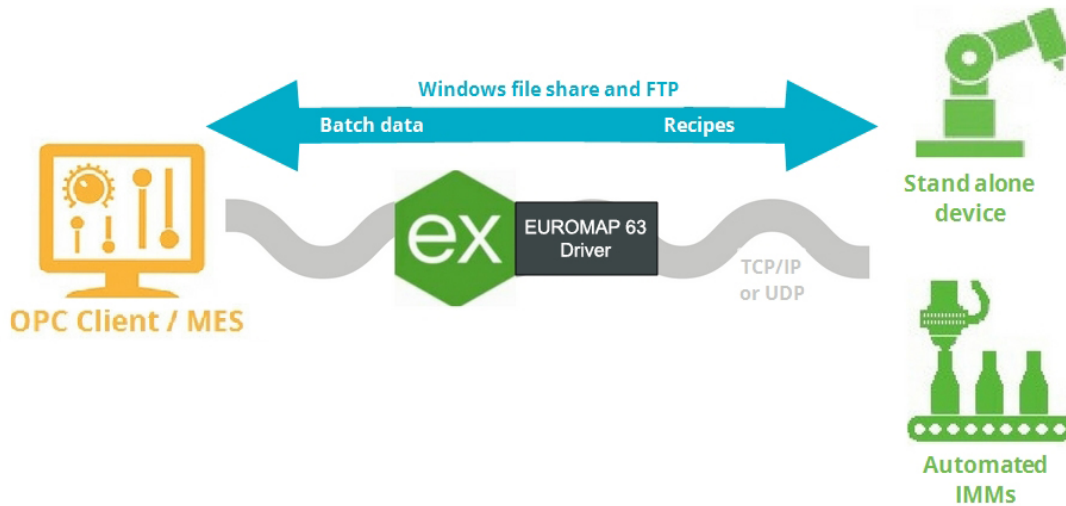 Windows file share and FTP
Batch data
Recipes
Stand alone
device
ex
EUROMAP 63
Driver
TCP/IP
or UDP
OPC Client / MES
Automated
IMMs